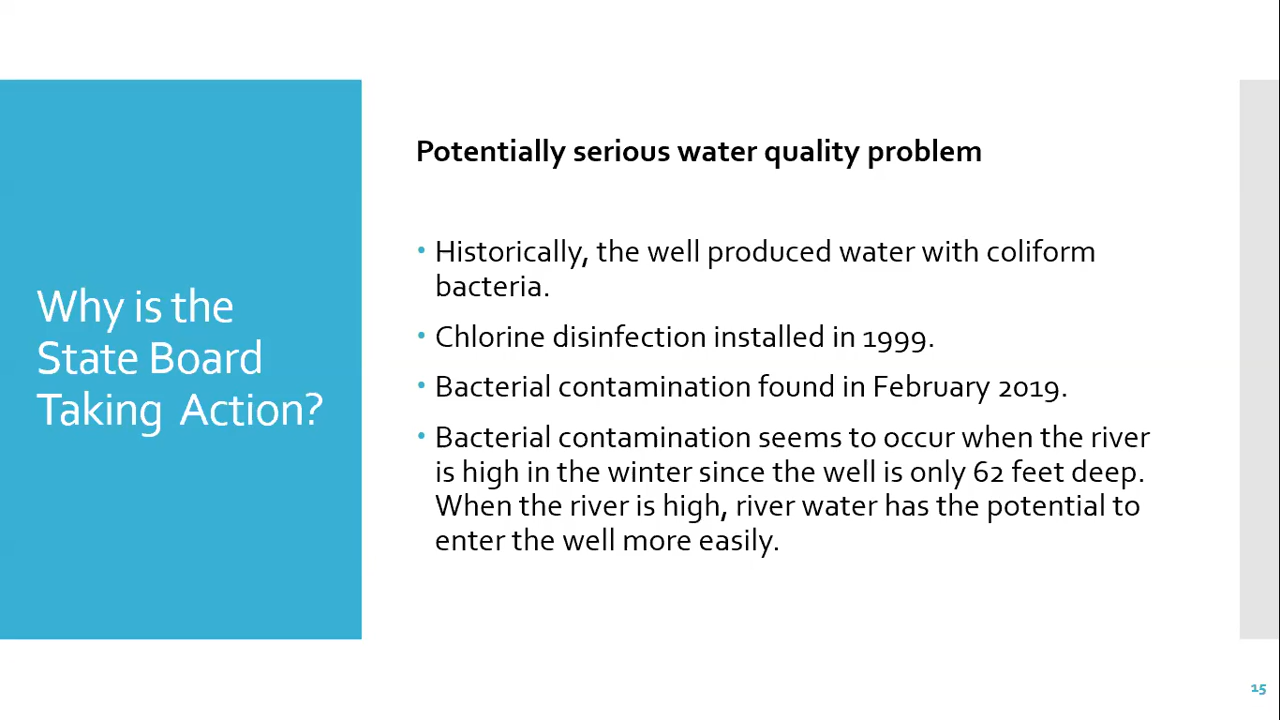 Why is the
State Board
Taking Action?
Potentially serious water quality problem
• Historically, the well produced water with coliform
bacteria.
• Chlorine disinfection installed in 1999.
• Bacterial contamination found in February 2019.
• Bacterial contamination seems to occur when the river
is high in the winter since the well is only 62 feet deep.
When the river is high, river water has the potential to
enter the well more easily.
15